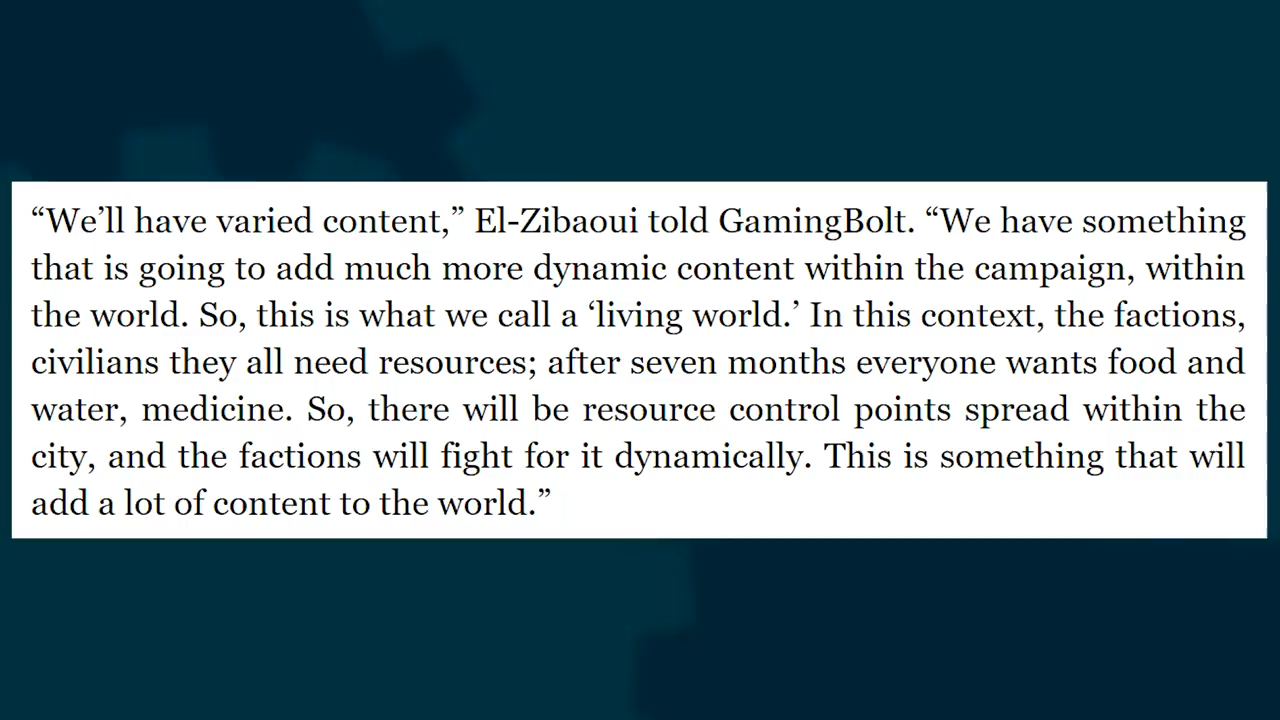 “We’ll have varied content,” El-Zibaoui told GamingBolt. “We have something
that is going to add much more dynamic content within the campaign, within
the world. So, this is what we call a ‘living world.’ In this context, the factions,
civilians they all need resources; after seven months everyone wants food and
water, medicine. So, there will be resource control points spread within the
city, and the factions will fight for it dynamically. This is something that will
add a lot of content to the world.”